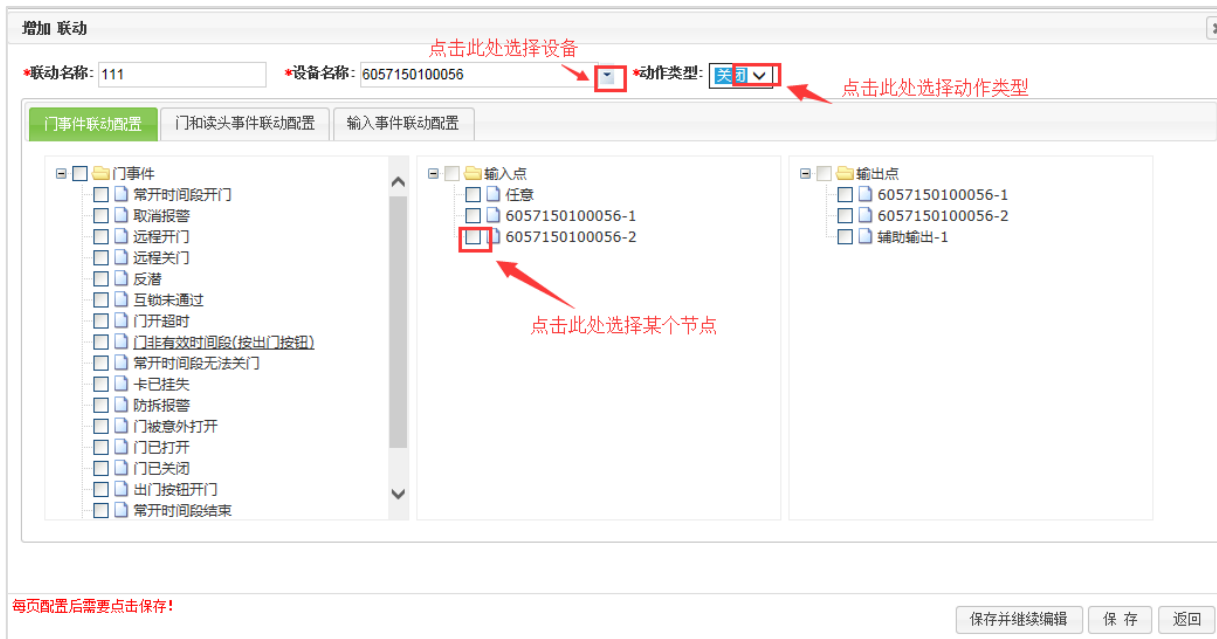 增加 联动
点击此处选择设备
*联动名称: 111 *设备名称: 6057150100056 *动作类型: 关闭
点击此处选择动作类型
门事件联动配置 门和读头事件联动配置 输入事件联动配置
门事件
常开时间段开门
取消报警
远程开门
远程关门
反潜
互锁未通过
门开超时
门非有效时间段(按出门按钮)
常开时间段无法关门
卡已挂失
防拆报警
门被意外打开
门已打开
门已关闭
出门按钮开门
常开时间段结束
输入点
任意
6057150100056-1
6057150100056-2
点击此处选择某个节点
输出点
6057150100056-1
6057150100056-2
辅助输出-1
每页配置后需要点击保存!
保存并继续编辑 保 存 返回